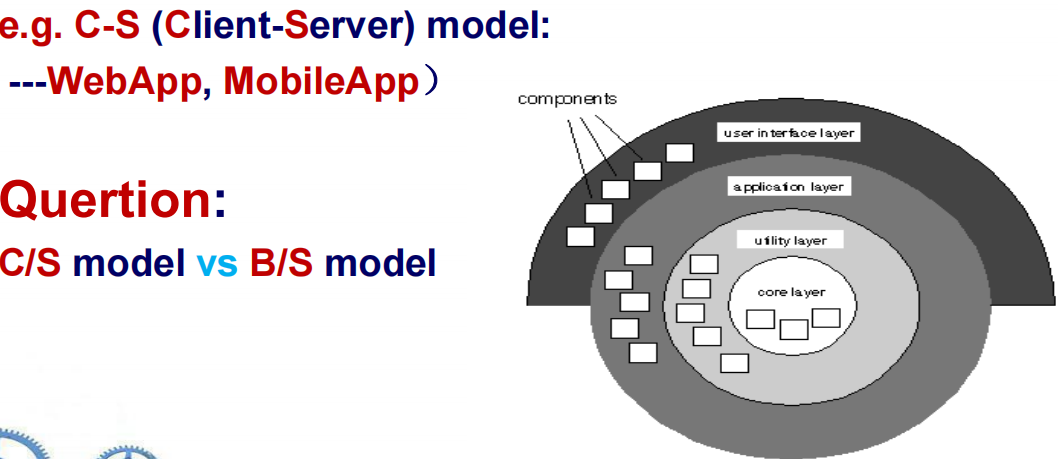 e.g. C-S (Client-Server) model:
---WebApp, MobileApp）
Quertion:
C/S model vs B/S model
components
user interface layer
application layer
utility layer
core layer